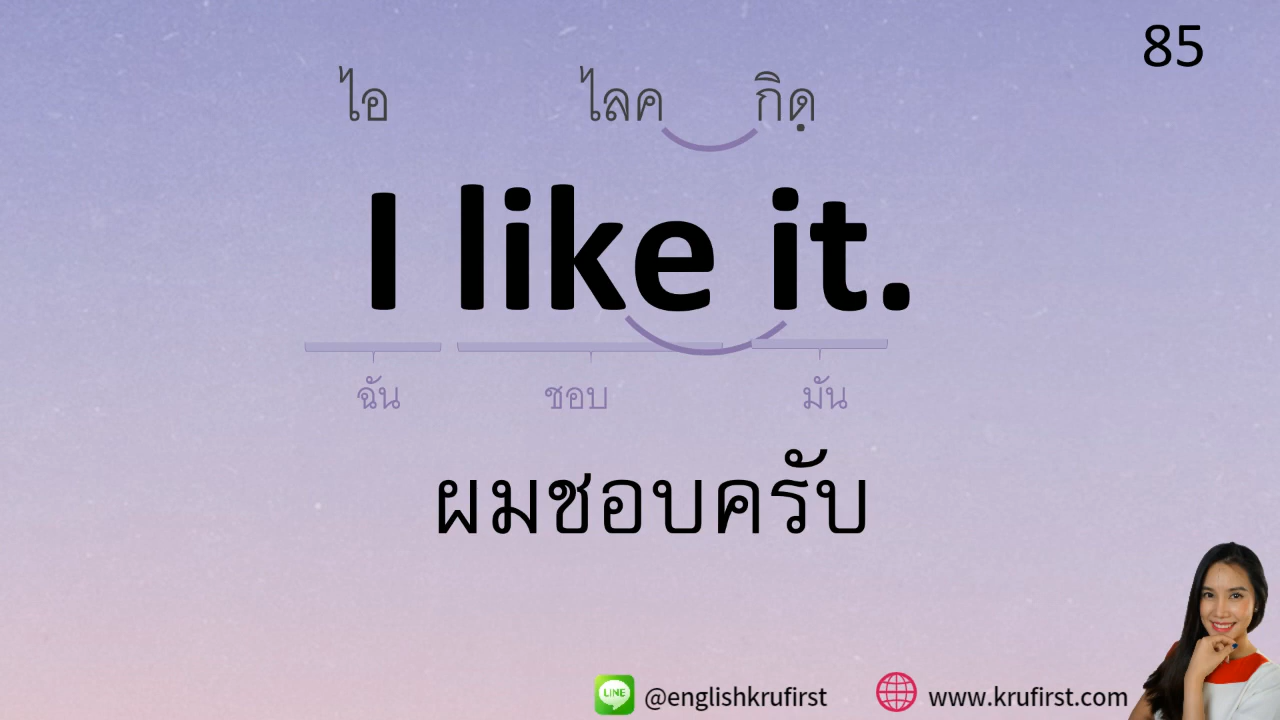 85
ไอ ไลค กิดฺ
I like it.
ฉัน ชอบ มัน
ผมชอบครับ
LINE @englishkrufirst www.krufirst.com